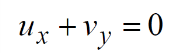 u_x + v_y = 0